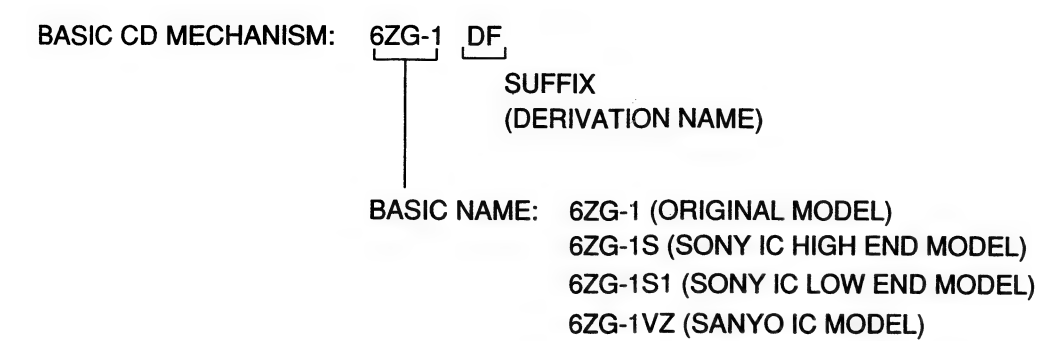 BASIC CD MECHANISM: 6ZG-1 DF
SUFFIX
(DERIVATION NAME)
BASIC NAME: 6ZG-1 (ORIGINAL MODEL)
6ZG-1S (SONY IC HIGH END MODEL)
6ZG-1S1 (SONY IC LOW END MODEL)
6ZG-1VZ (SANYO IC MODEL)